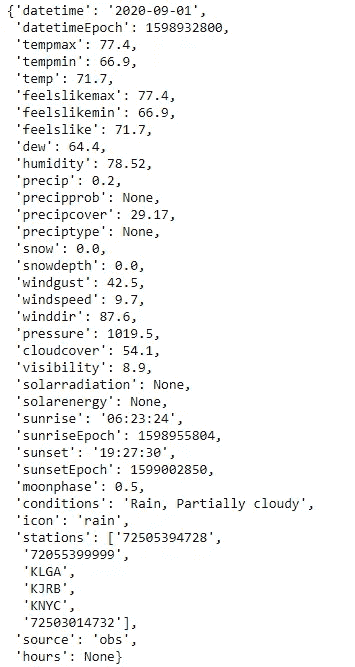 {'datetime': '2020-09-01',
'datetimeEpoch': 1598932800,
'tempmax': 77.4,
'tempmin': 66.9,
'temp': 71.7,
'feelslikemax': 77.4,
'feelslikemin': 66.9,
'feelslike': 71.7,
'dew': 64.4,
'humidity': 78.52,
'precip': 0.2,
'precipprob': None,
'precipcover': 29.17,
'preciptype': None,
'snow': 0.0,
'snowdepth': 0.0,
'windgust': 42.5,
'windspeed': 9.7,
'winddir': 87.6,
'pressure': 1019.5,
'cloudcover': 54.1,
'visibility': 8.9,
'solarradiation': None,
'solarenergy': None,
'sunrise': '06:23:24',
'sunriseEpoch': 1598955804,
'sunset': '19:27:30',
'sunsetEpoch': 1599002850,
'moonphase': 0.5,
'conditions': 'Rain, Partially cloudy',
'icon': 'rain',
'stations': ['72505394728',
'72055399999',
'KLGA',
'KJRB',
'KNYC',
'72503014732'],
'source': 'obs',
'hours': None}